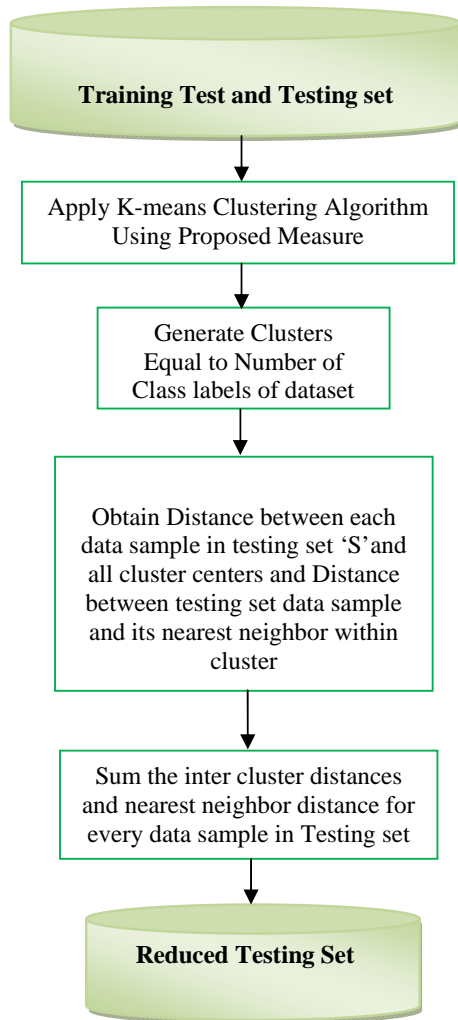 Training Test and Testing set
Apply K-means Clustering Algorithm
Using Proposed Measure
Generate Clusters
Equal to Number of
Class labels of dataset
Obtain Distance between each
data sample in testing set ‘S’and
all cluster centers and Distance
between testing set data sample
and its nearest neighbor within
cluster
Sum the inter cluster distances
and nearest neighbor distance for
every data sample in Testing set
Reduced Testing Set